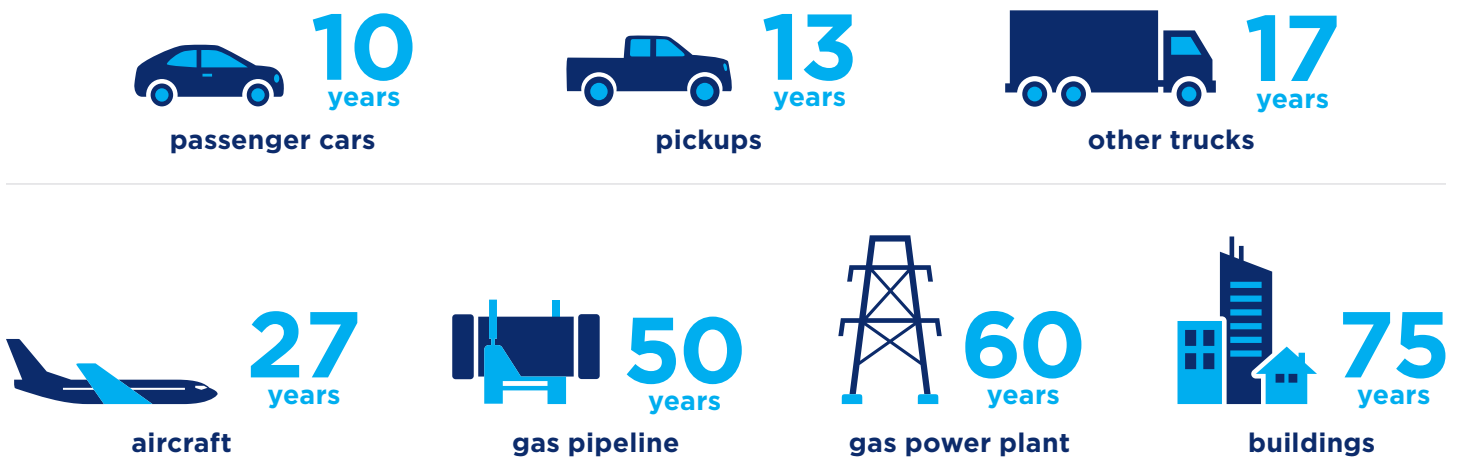 10
years
passenger cars
13
years
pickups
17
years
other trucks
27
years
aircraft
50
years
gas pipeline
60
years
gas power plant
75
years
buildings